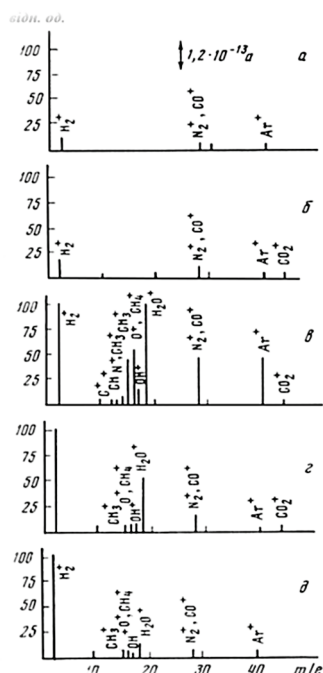 відн. од.
100
75
50
25
1,2·10⁻¹³а
а
H₂⁺
N₂⁺, CO⁺
Ar⁺
100
75
50
25
б
H₂⁺
N₂⁺, CO⁺
Ar⁺
CO₂⁺
100
75
50
25
в
H₂⁺
C⁺
CH⁺
N⁺, CH₂⁺
CH₃⁺
O⁺, CH₄⁺
OH⁺
H₂O⁺
N₂⁺, CO⁺
Ar⁺
CO₂⁺
100
75
50
25
г
CH₃⁺
O⁺, CH₄⁺
OH⁺
H₂O⁺
N₂⁺, CO⁺
Ar⁺
CO₂⁺
100
75
50
25
д
H₂⁺
CH₃⁺
O⁺, CH₄⁺
OH⁺
H₂O⁺
N₂⁺, CO⁺
Ar⁺
10 20 30 40 m/e